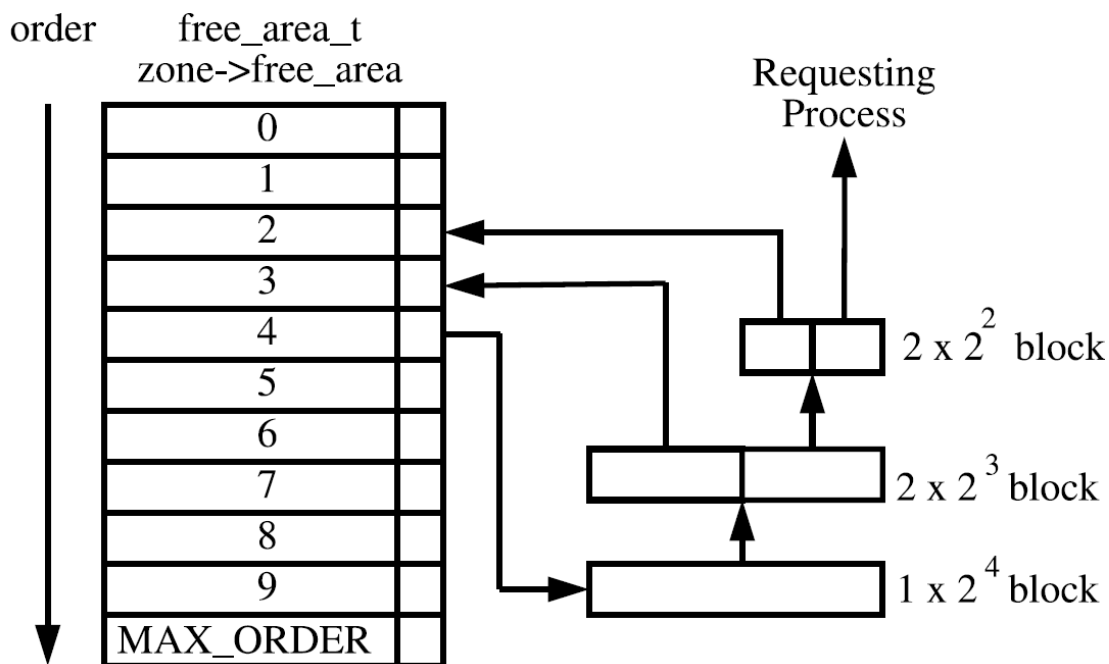 order
free_area_t
zone->free_area
0
1
2
3
4
5
6
7
8
9
MAX_ORDER
Requesting
Process
2 x 2^2 block
2 x 2^3 block
1 x 2^4 block